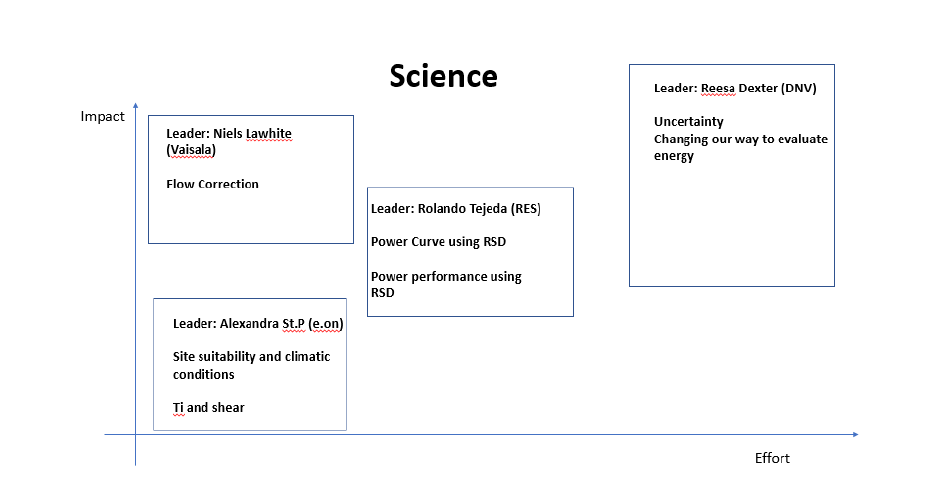 Science
Impact
Leader: Niels Lawhite
(Vaisala)
Flow Correction
Leader: Rolando Tejeda (RES)
Power Curve using RSD
Power performance using
RSD
Leader: Reesa Dexter (DNV)
Uncertainty
Changing our way to evaluate
energy
Leader: Alexandra St.P (e.on)
Site suitability and climatic
conditions
Ti and shear
Effort